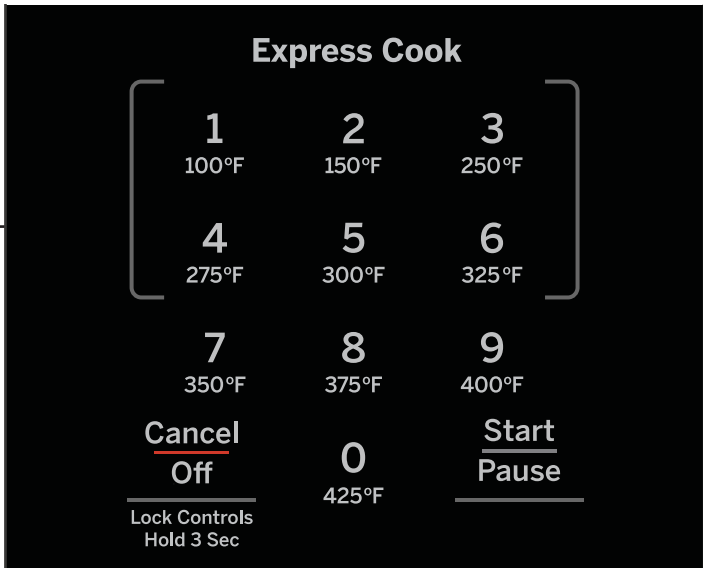 Express Cook
1 2 3
100°F 150°F 250°F
4 5 6
275°F 300°F 325°F
7 8 9
350°F 375°F 400°F
Cancel
Off
0
425°F
Start
Pause
Lock Controls
Hold 3 Sec